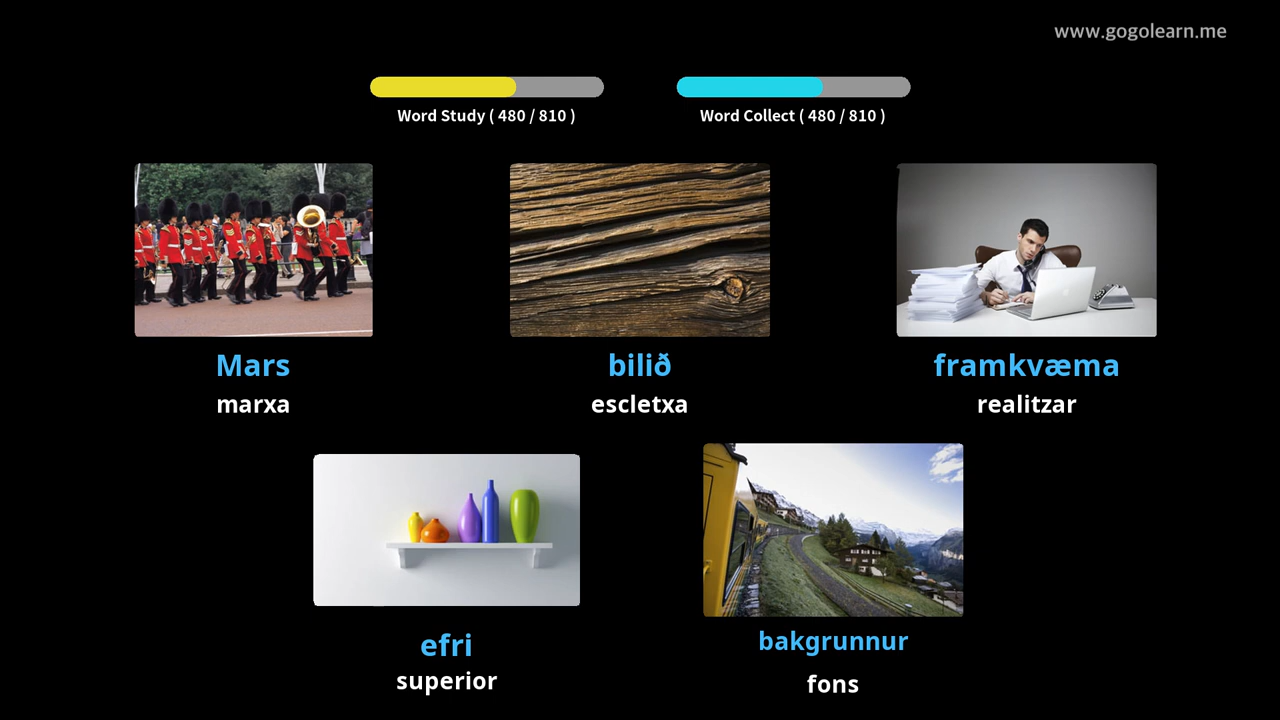 www.gogolearn.me
Word Study ( 480 / 810 )
Word Collect ( 480 / 810 )
Mars
marxa
bilið
escletxa
framkvæma
realitzar
efri
superior
bakgrunnur
fons